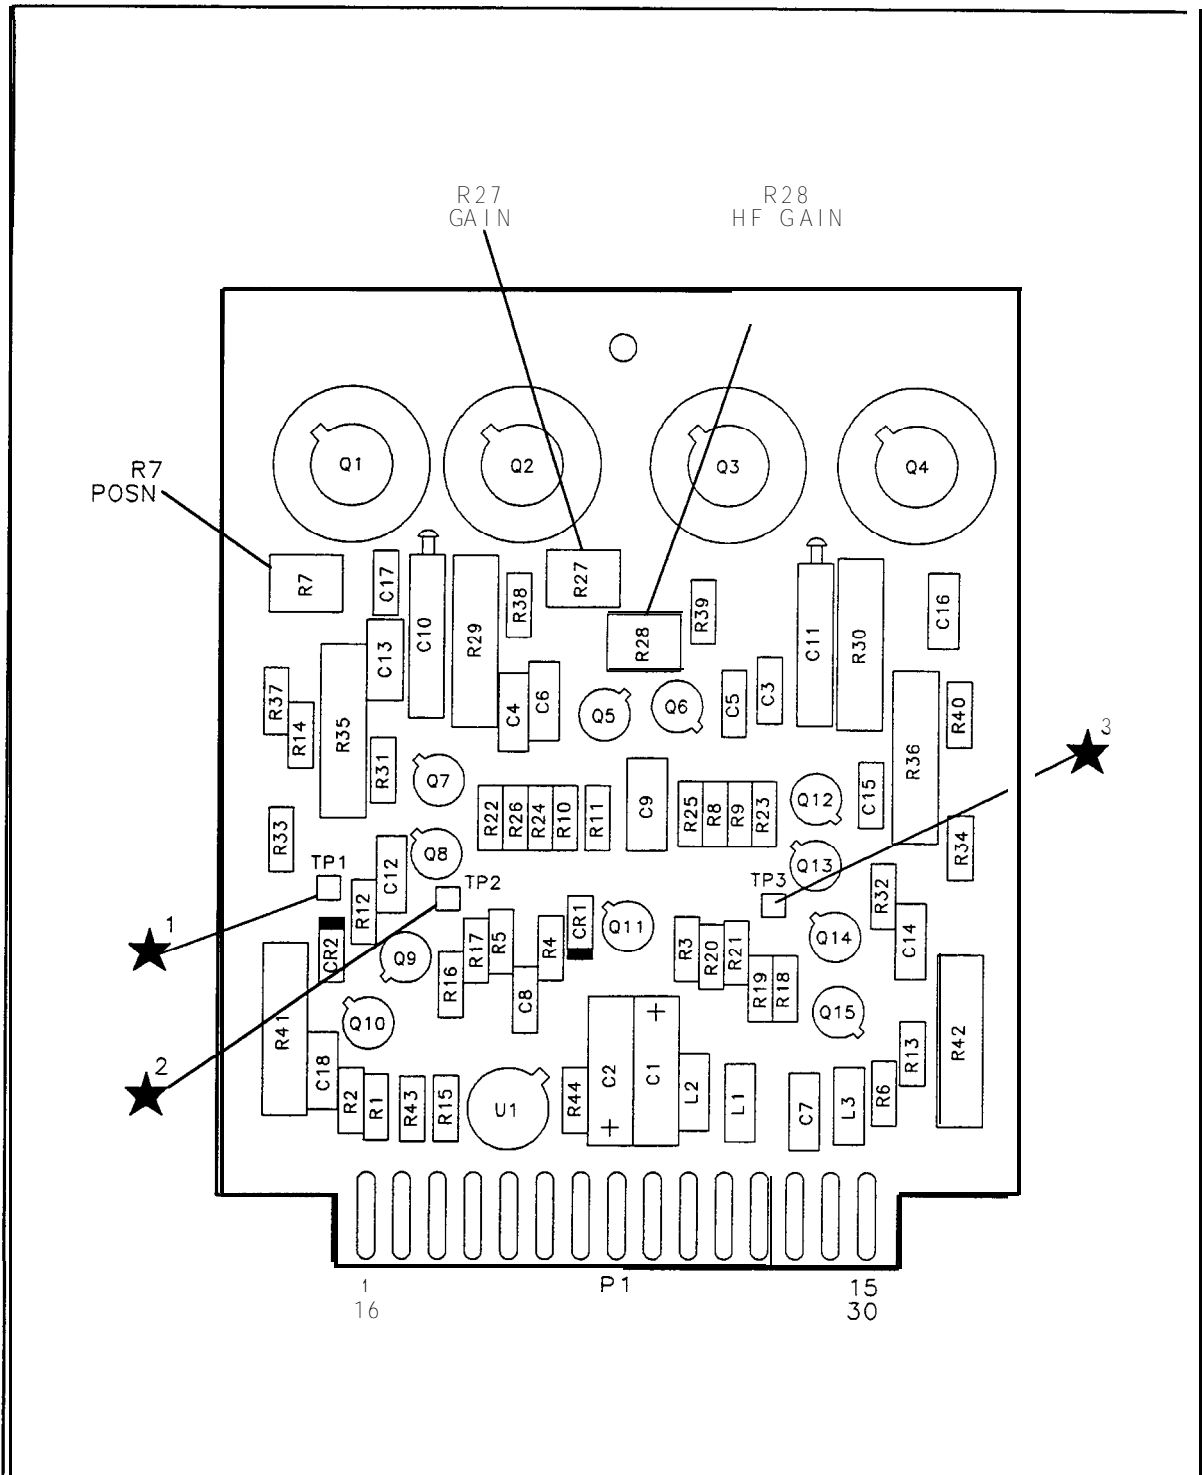 R27
GAIN
R28
HF GAIN
R7
POSN
Q1
Q2
Q3
Q4
R7
C17
C10
R29
R38
R27
R28
R39
C11
R30
C16
C13
R37
R14
R35
R31
C4
C6
Q5
Q6
C5
C3
R36
R40
3
Q7
R22
R26
R24
R10
R11
C9
R25
R8
R9
R23
Q12
C15
R33
TP1
C12
Q8
TP2
TP3
Q13
R34
1
R12
CR2
Q9
R17
R5
R4
CR1
Q11
R3
R20
R21
R32
Q14
C14
R16
C8
R19
R18
Q15
R41
Q10
2
C18
R2
R1
R43
R15
U1
R44
C2
+
C1
+
L2
L1
C7
L3
R6
R13
R42
1
16
P1
15
30